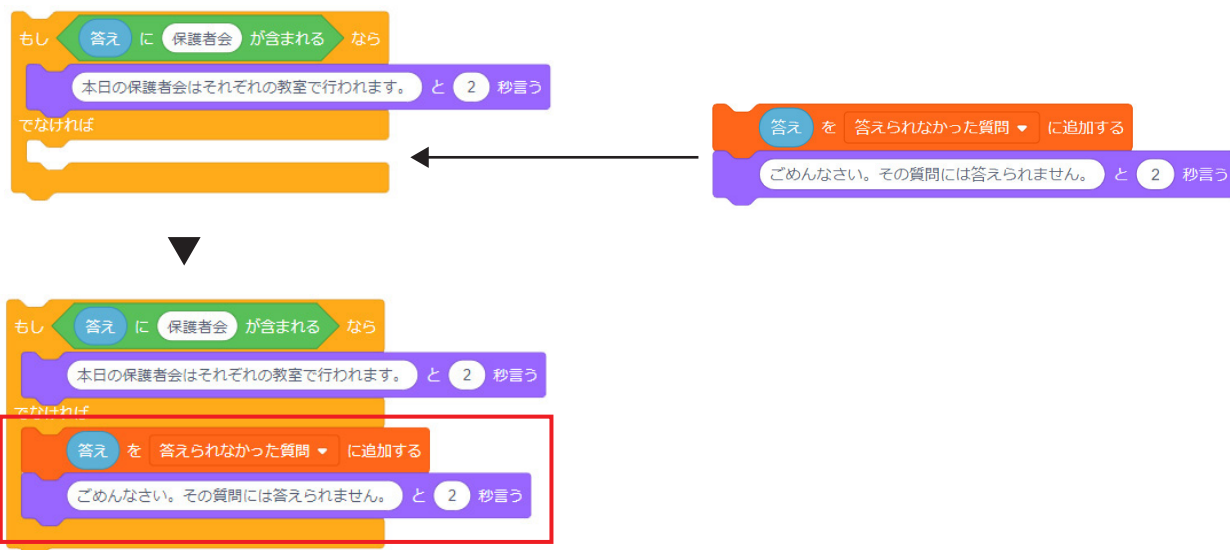 もし 答え に 保護者会 が含まれる なら
本日の保護者会はそれぞれの教室で行われます。 と 2 秒言う
でなければ
答え を 答えられなかった質問 に追加する
ごめんなさい。その質問には答えられません。 と 2 秒言う
もし 答え に 保護者会 が含まれる なら
本日の保護者会はそれぞれの教室で行われます。 と 2 秒言う
でなければ
答え を 答えられなかった質問 に追加する
ごめんなさい。その質問には答えられません。 と 2 秒言う